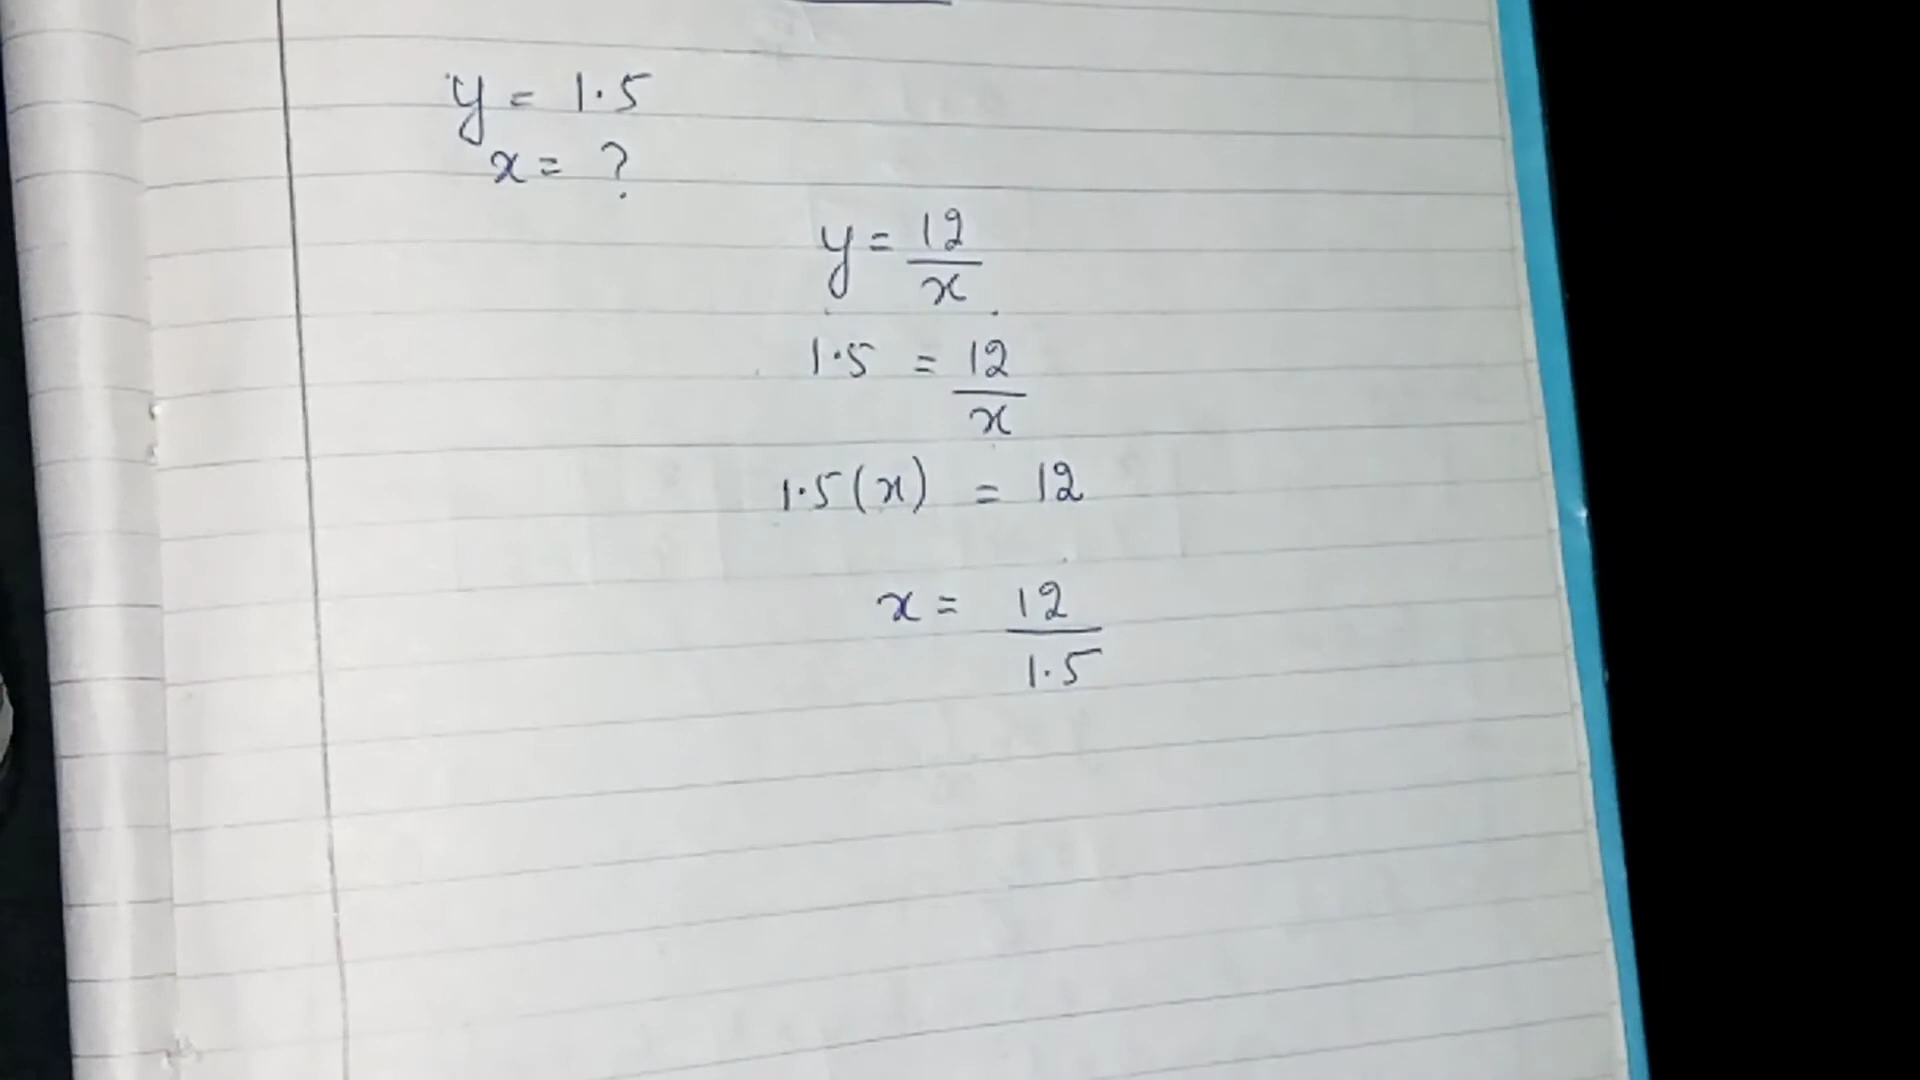 y = 1.5
x = ?
y = 12/x
1.5 = 12/x
1.5(x) = 12
x = 12/1.5